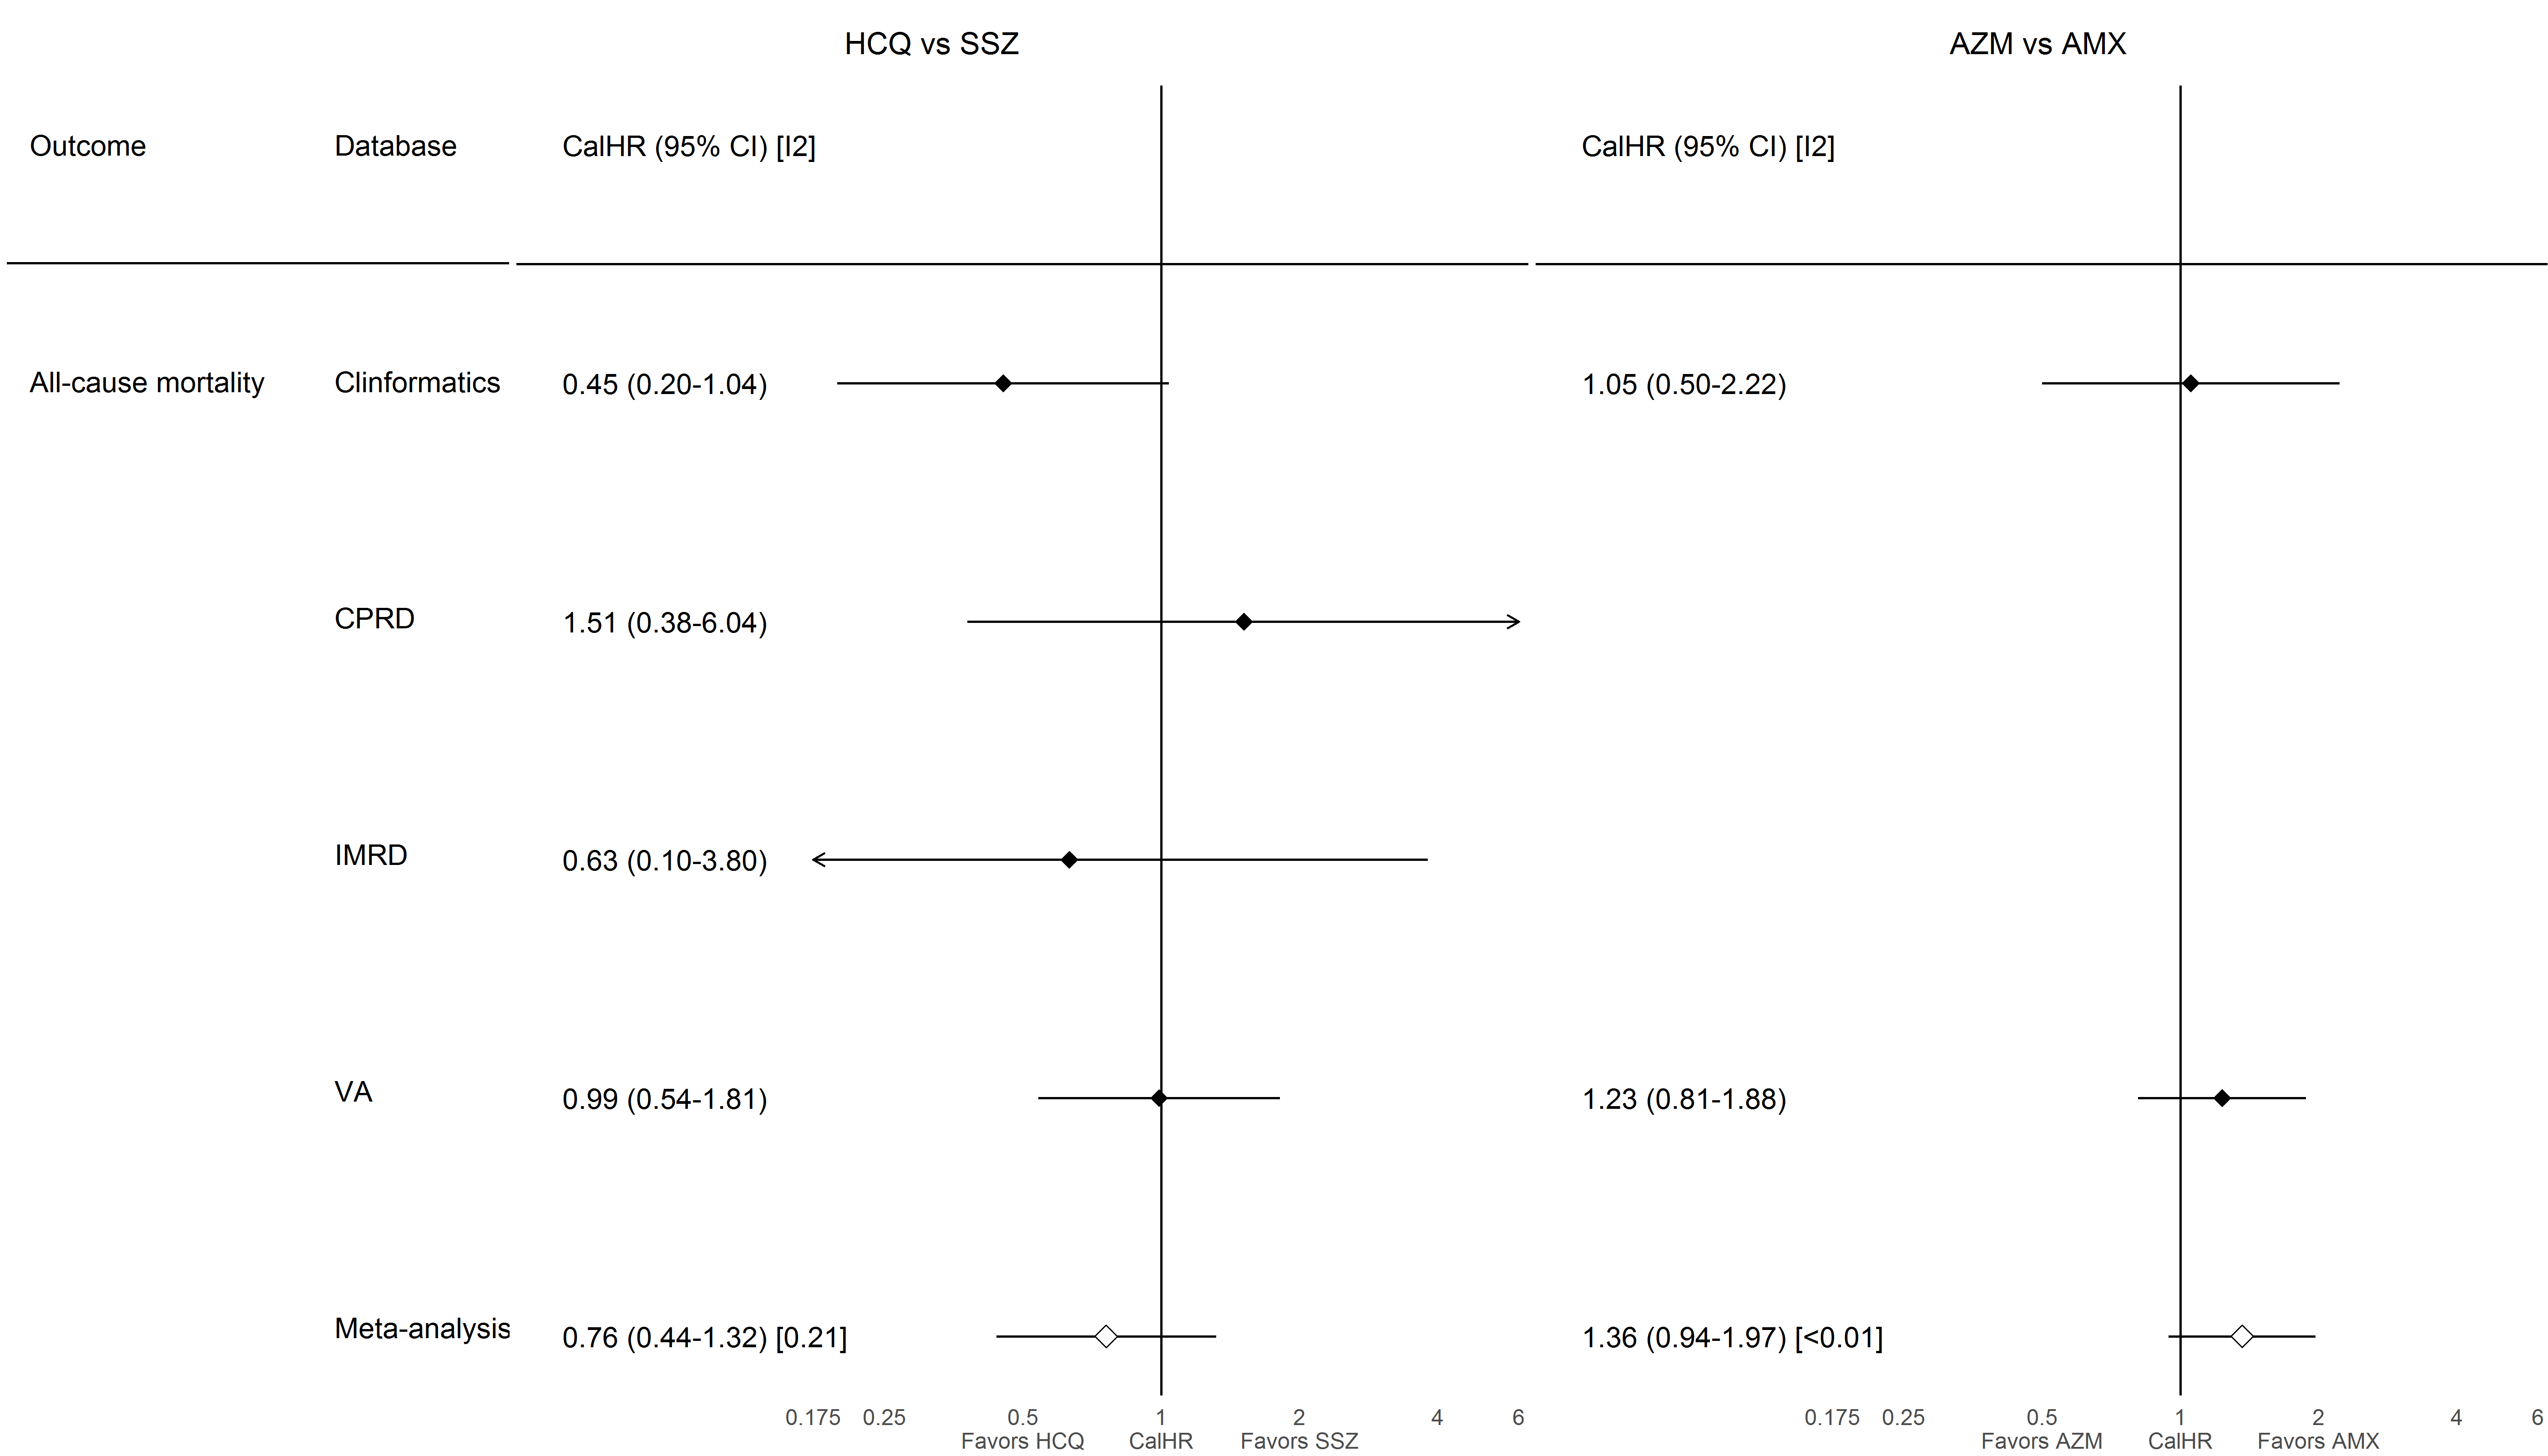 HCQ vs SSZ AZM vs AMX
Outcome Database CalHR (95% CI) [I2] CalHR (95% CI) [I2]
All-cause mortality Clinformatics 0.45 (0.20-1.04) 1.05 (0.50-2.22)
CPRD 1.51 (0.38-6.04)
IMRD 0.63 (0.10-3.80)
VA 0.99 (0.54-1.81) 1.23 (0.81-1.88)
Meta-analysis 0.76 (0.44-1.32) [0.21] 1.36 (0.94-1.97) [<0.01]
0.175 0.25 0.5 1 2 4 6 0.175 0.25 0.5 1 2 4 6
Favors HCQ CalHR Favors SSZ Favors AZM CalHR Favors AMX